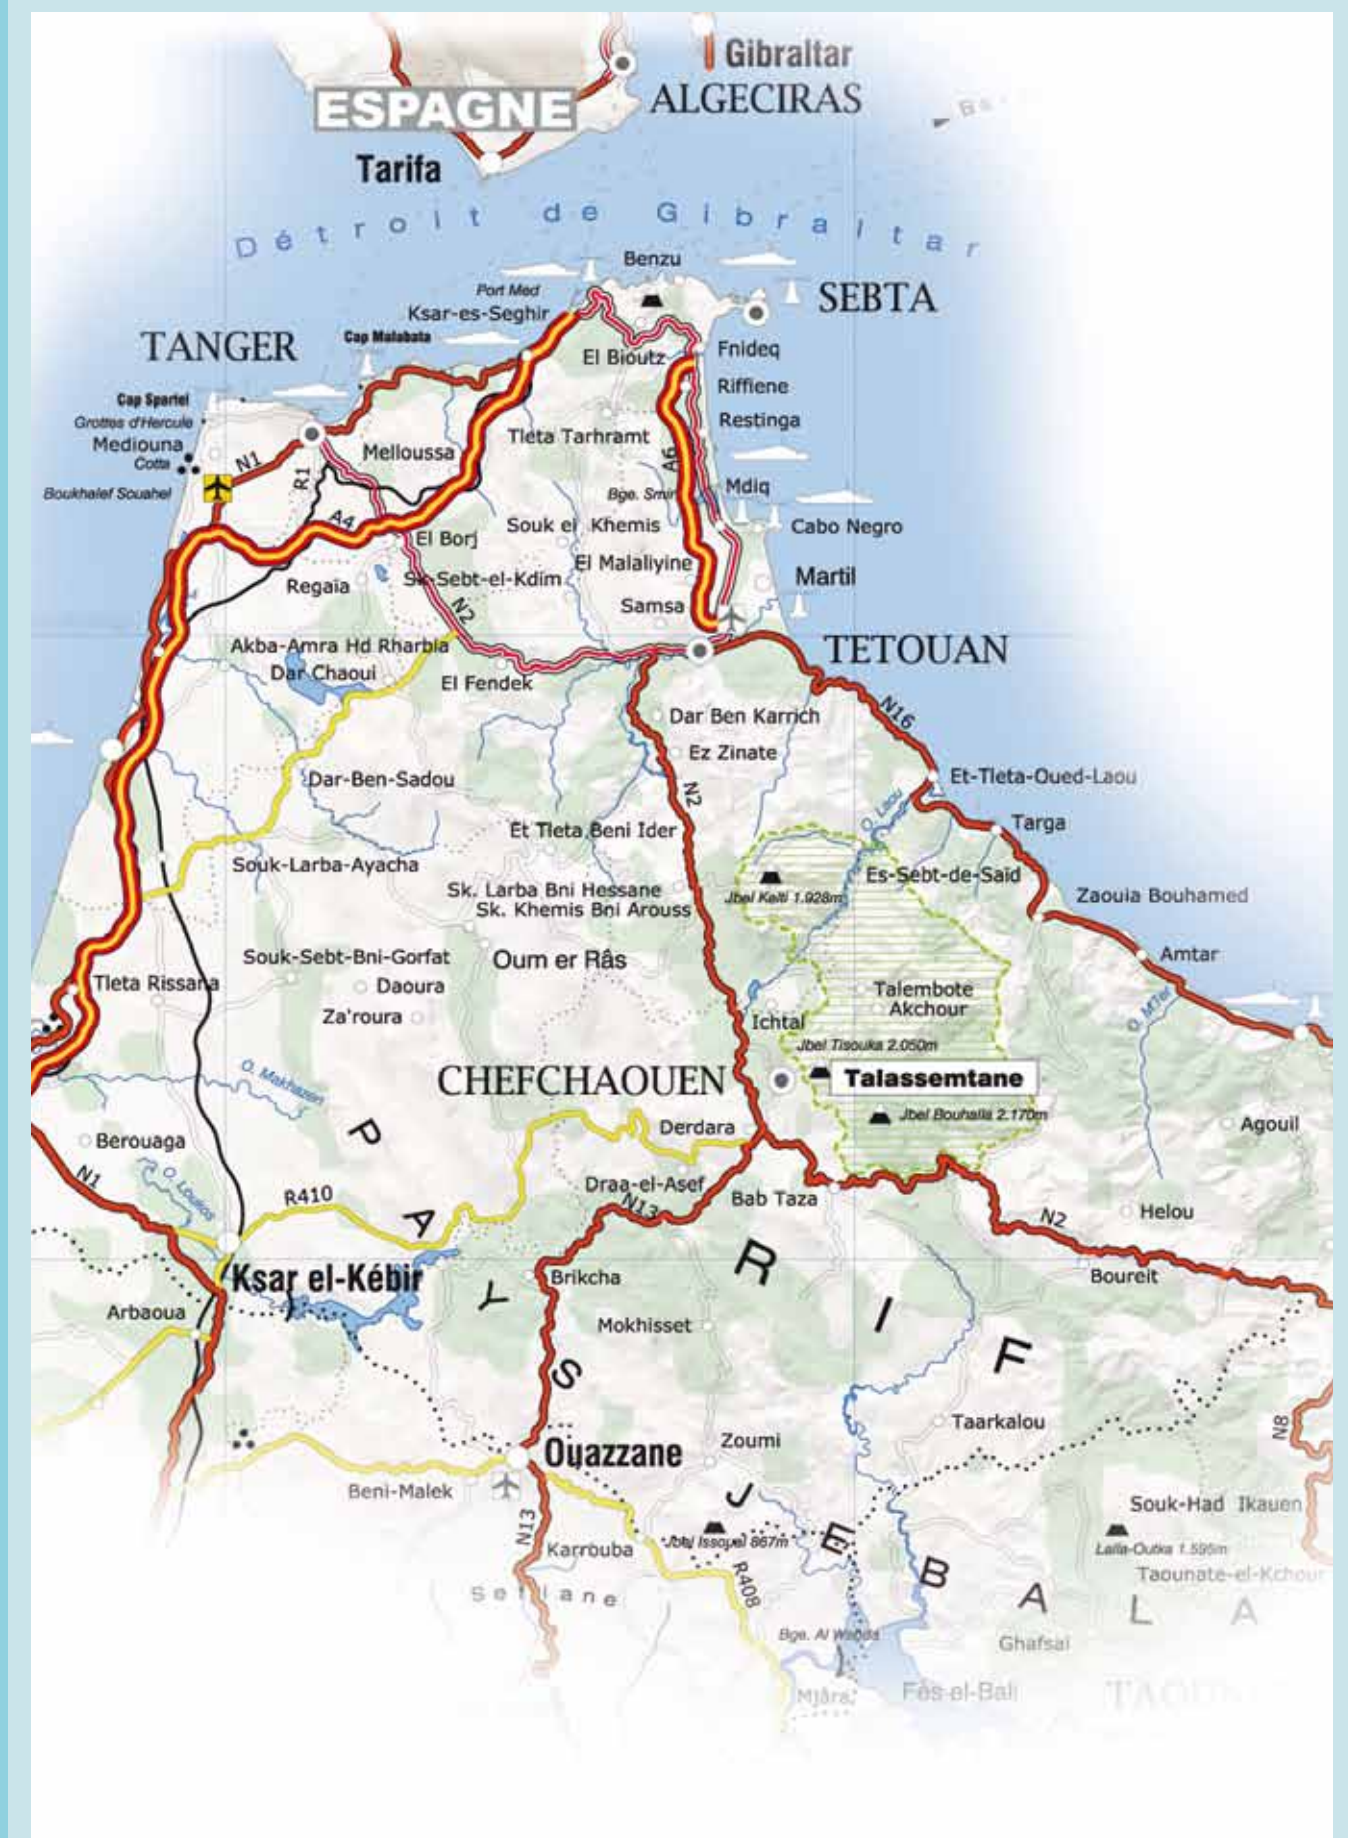 Gibraltar
ESPAGNE
ALGECIRAS
Tarifa
Détroit de Gibraltar
Benzu
Port Med
SEBTA
Ksar-es-Seghir
TANGER
Cap Malabata
El Bioutz
Fnideq
Riffiene
Cap Spartel
Grottes d'Hercule
Restinga
Mediouna
Melloussa
Tleta Tarhramt
Cotta
N1
A6
R1
Boukhalef Souahel
Bge. Smir
Mdiq
A4
Souk el Khemis
Cabo Negro
El Borj
El Malaliyine
Regaïa
Sk-Sebt-el-Kdim
Martil
N2
Samsa
Akba-Amra Hd Rharbia
TETOUAN
Dar Chaoui
El Fendek
Dar Ben Karrich
N16
Ez Zinate
Dar-Ben-Sadou
N2
Et-Tleta-Oued-Laou
O. Laou
Et Tleta Beni Ider
Targa
Souk-Larba-Ayacha
Es-Sebt-de-Saïd
Sk. Larba Bni Hessane
Jbel Kelti 1.928m
Zaouia Bouhamed
Sk. Khemis Bni Arouss
Souk-Sebt-Bni-Gorfat
Oum er Râs
Amtar
Tleta Rissana
Daoura
Talembote
Akchour
Za'roura
Ichtal
O. M'Ter
Jbel Tisouka 2.050m
CHEFCHAOUEN
Talassemtane
O. Makhazen
Jbel Bouhalla 2.170m
Derdara
Agouil
Berouaga
N1
O. Loukos
Draa-el-Asef
R410
N13
Bab Taza
N2
Helou
PAYS
RIF
Ksar el-Kébir
Brikcha
Boureit
Arbaoua
Mokhisset
Taarkalou
N8
Ouazzane
Zoumi
Beni-Malek
JEBALA
Souk-Had Ikauen
N13
Jbel Issoual 867m
Lalla-Outka 1.595m
Karrouba
R408
Taounate-el-Kchour
Bge. Al Wahda
Ghafsai
Mjâra
Fès-el-Bali